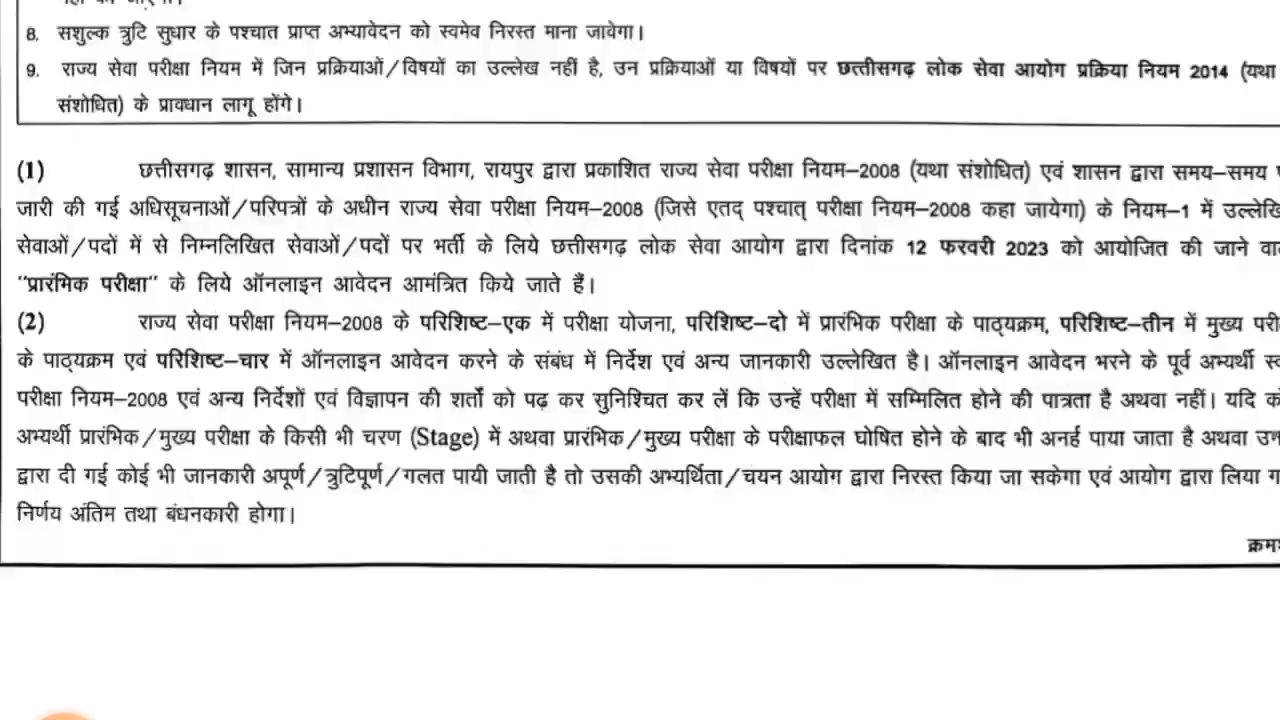 8. सशुल्क त्रुटि सुधार के पश्चात प्राप्त अभ्यावेदन को स्वमेव निरस्त माना जावेगा।
9. राज्य सेवा परीक्षा नियम में जिन प्रक्रियाओं/विषयों का उल्लेख नहीं है, उन प्रक्रियाओं या विषयों पर छत्तीसगढ़ लोक सेवा आयोग प्रक्रिया नियम 2014 (यथा
संशोधित) के प्रावधान लागू होंगे।
(1) छत्तीसगढ़ शासन, सामान्य प्रशासन विभाग, रायपुर द्वारा प्रकाशित राज्य सेवा परीक्षा नियम–2008 (यथा संशोधित) एवं शासन द्वारा समय–समय
जारी की गई अधिसूचनाओं/परिपत्रों के अधीन राज्य सेवा परीक्षा नियम–2008 (जिसे एतद् पश्चात् परीक्षा नियम–2008 कहा जायेगा) के नियम–1 में
सेवाओं/पदों में से निम्नलिखित सेवाओं/पदों पर भर्ती के लिये छत्तीसगढ़ लोक सेवा आयोग द्वारा दिनांक 12 फरवरी 2023 को आयोजित की जाने
"प्रारंभिक परीक्षा" के लिये ऑनलाइन आवेदन आमंत्रित किये जाते हैं।
(2) राज्य सेवा परीक्षा नियम–2008 के परिशिष्ट–एक में परीक्षा योजना, परिशिष्ट–दो में प्रारंभिक परीक्षा के पाठ्यक्रम, परिशिष्ट–तीन में मुख्य
के पाठ्यक्रम एवं परिशिष्ट–चार में ऑनलाइन आवेदन करने के संबंध में निर्देश एवं अन्य जानकारी उल्लेखित है। ऑनलाइन आवेदन भरने के पूर्व अभ्यर्थी
परीक्षा नियम–2008 एवं अन्य निर्देशों एवं विज्ञापन की शर्तो को पढ़ कर सुनिश्चित कर लें कि उन्हें परीक्षा में सम्मिलित होने की पात्रता है अथवा नहीं। यदि
अभ्यर्थी प्रारंभिक/मुख्य परीक्षा के किसी भी चरण (Stage) में अथवा प्रारंभिक/मुख्य परीक्षा के परीक्षाफल घोषित होने के बाद भी अनर्ह पाया जाता है अथवा
द्वारा दी गई कोई भी जानकारी अपूर्ण/त्रुटिपूर्ण/गलत पायी जाती है तो उसकी अभ्यर्थिता/चयन आयोग द्वारा निरस्त किया जा सकेगा एवं आयोग द्वारा लिया
निर्णय अंतिम तथा बंधनकारी होगा।